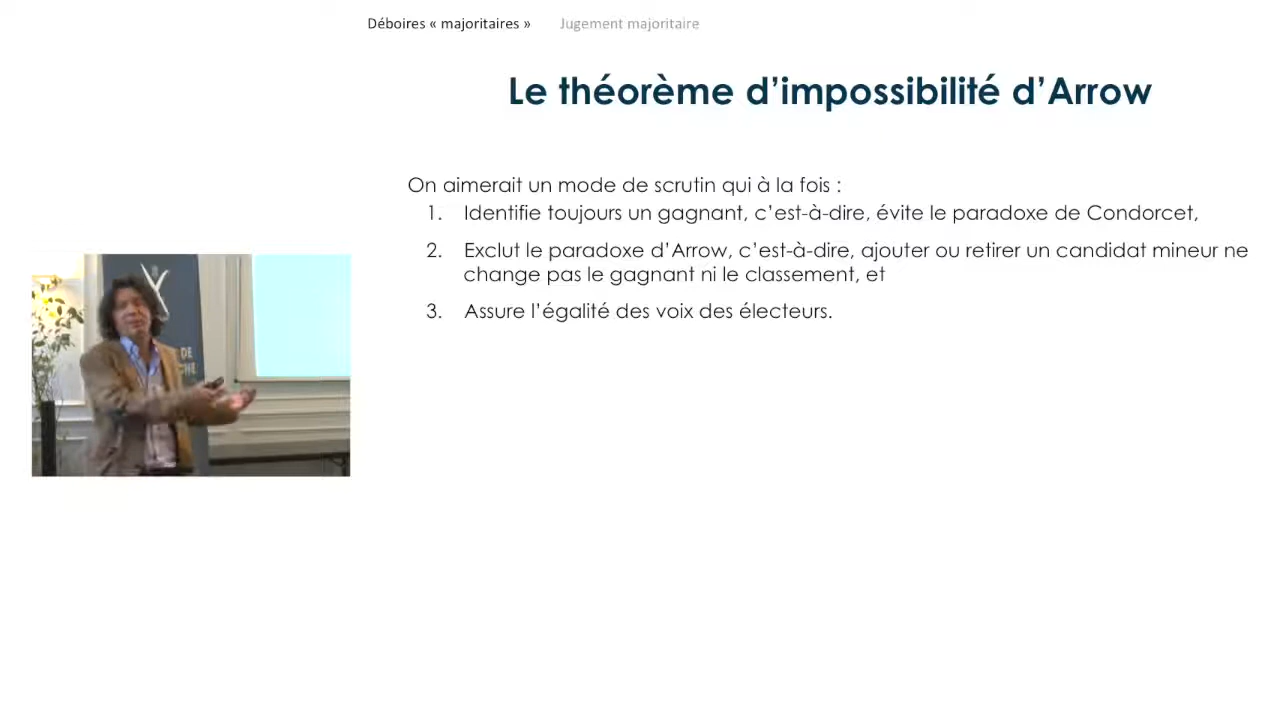 Déboires « majoritaires » Jugement majoritaire
Le théorème d’impossibilité d’Arrow
On aimerait un mode de scrutin qui à la fois :
1. Identifie toujours un gagnant, c’est-à-dire, évite le paradoxe de Condorcet,
2. Exclut le paradoxe d’Arrow, c’est-à-dire, ajouter ou retirer un candidat mineur ne
change pas le gagnant ni le classement, et
3. Assure l’égalité des voix des électeurs.
DE